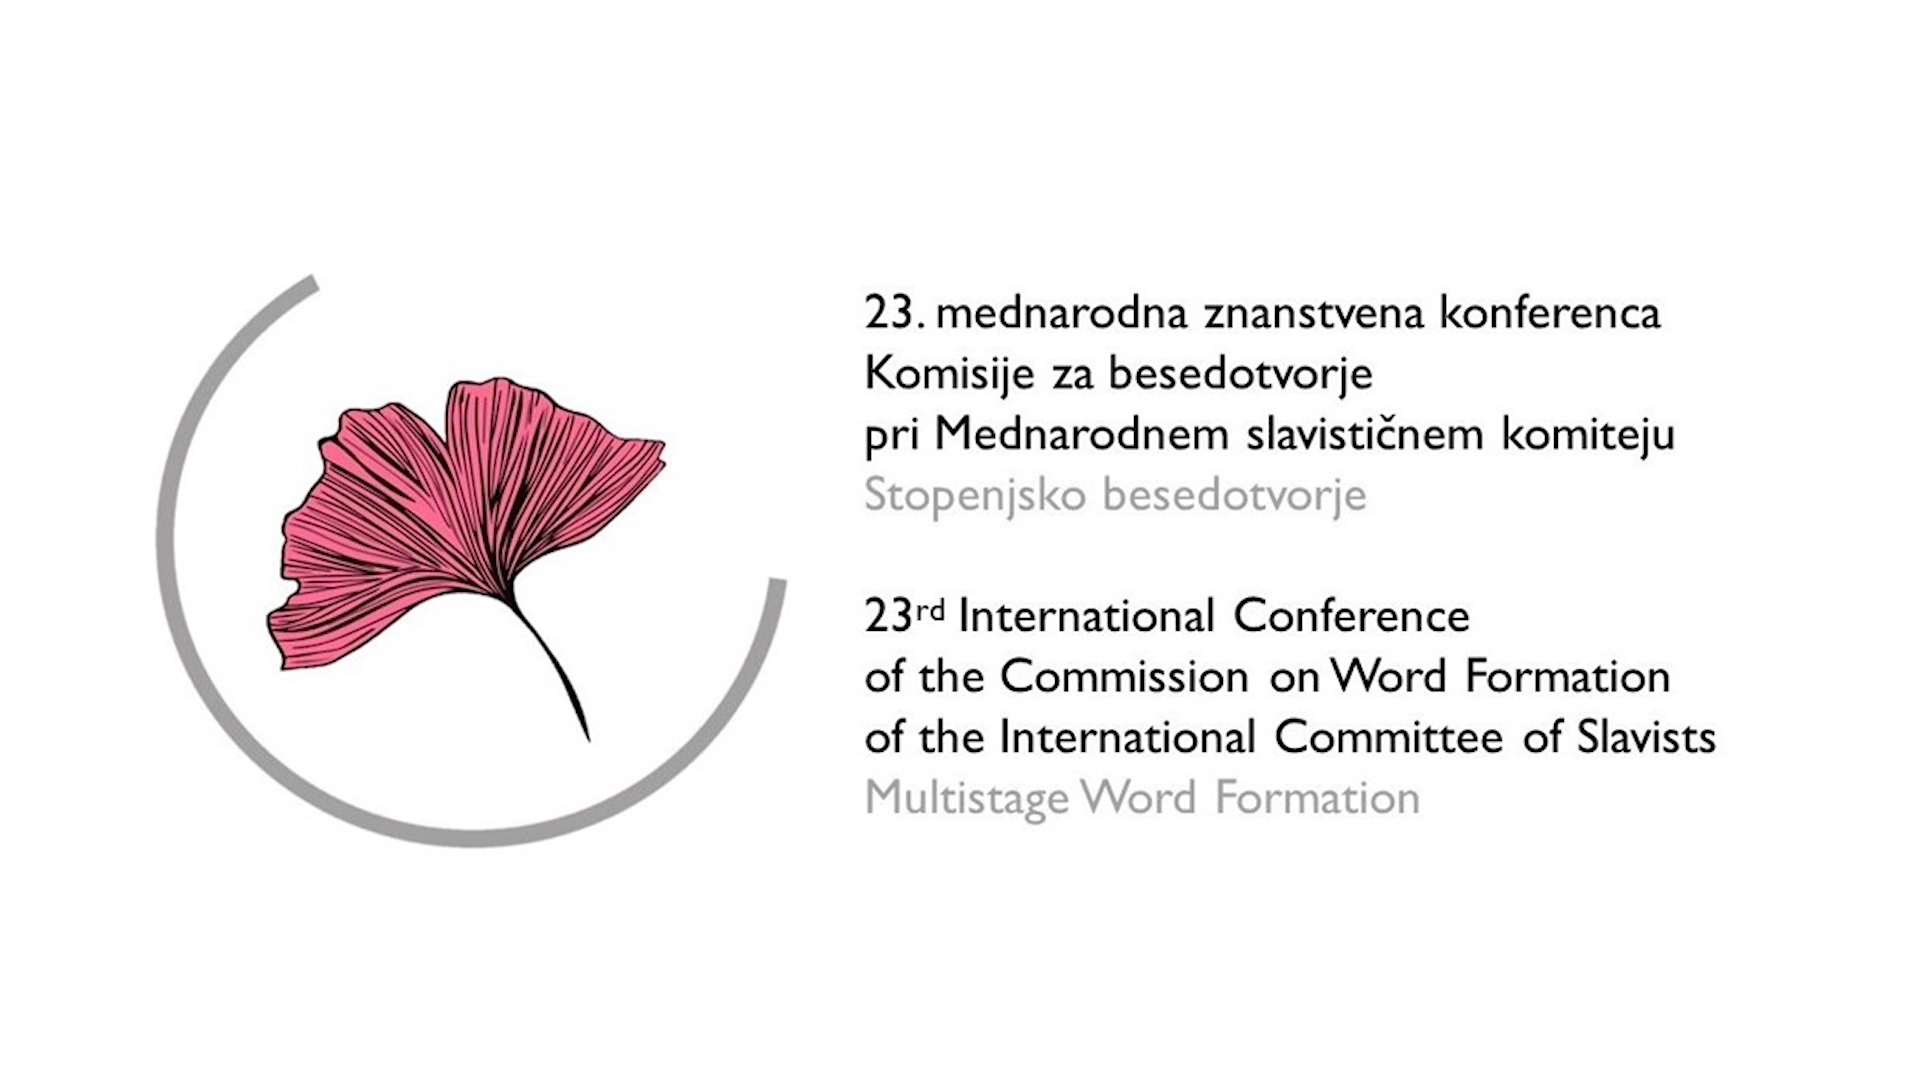 23. mednarodna znanstvena konferenca
Komisije za besedotvorje
pri Mednarodnem slavističnem komiteju
Stopenjsko besedotvorje
23rd International Conference
of the Commission on Word Formation
of the International Committee of Slavists
Multistage Word Formation